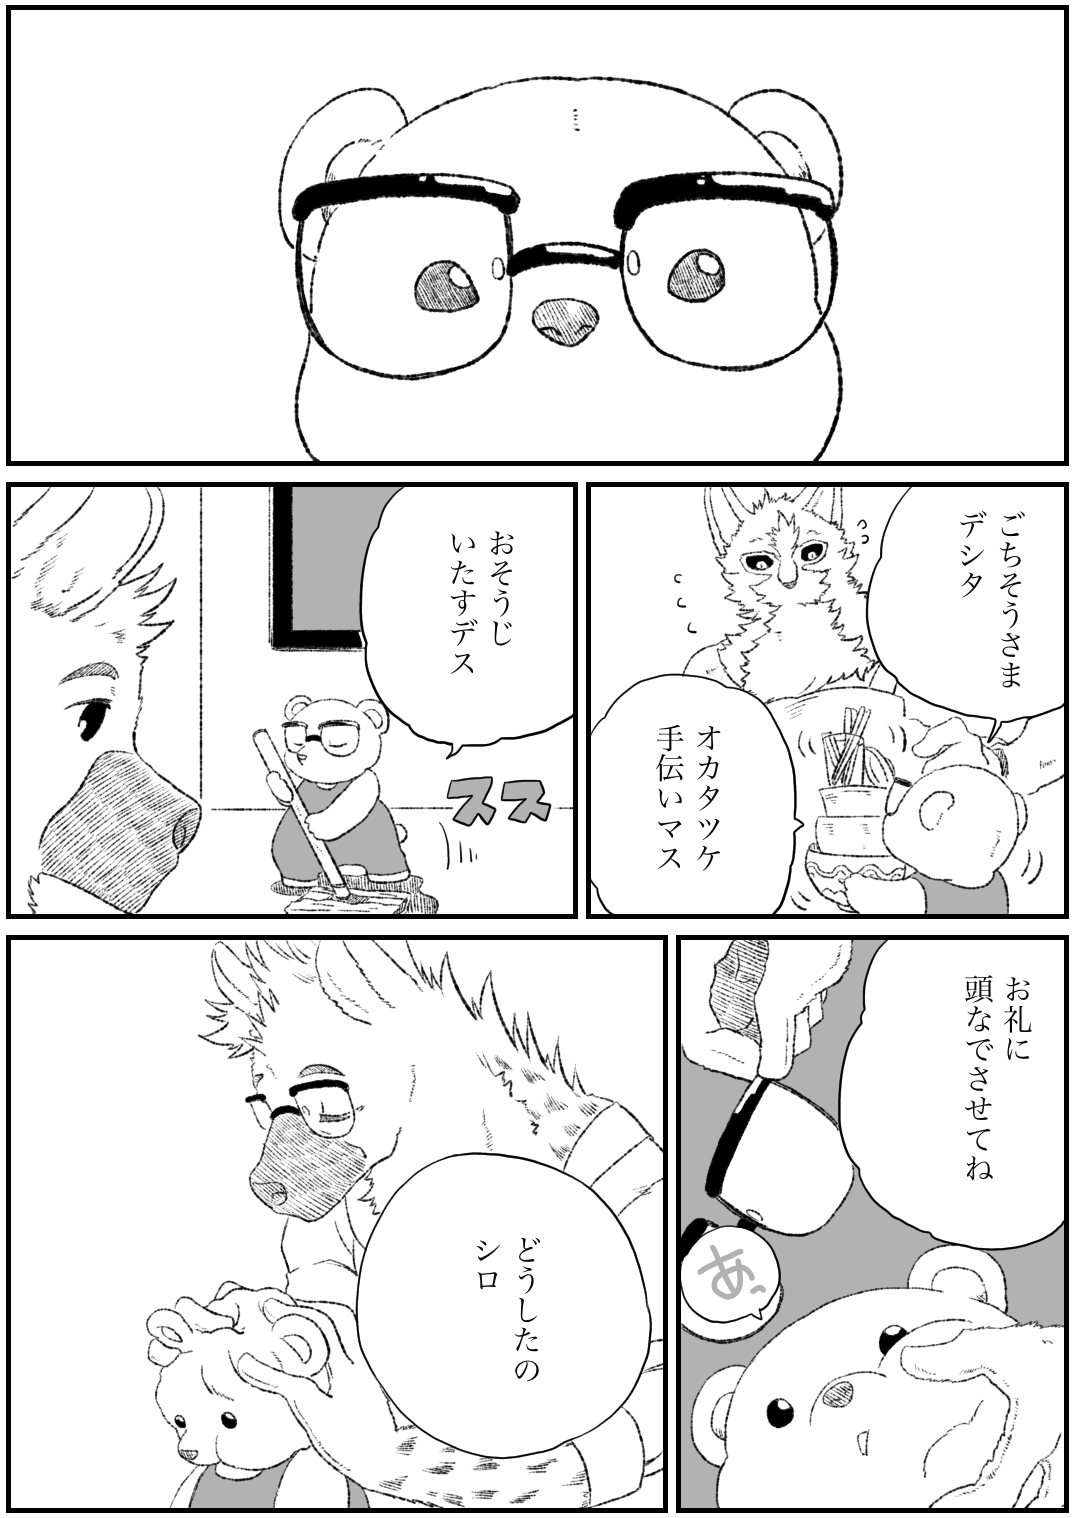 ごちそうさま
デシタ
オカタツケ
手伝いマス
おそうじ
いたすデス
スス
お礼に
頭なでさせてね
あっ
どうしたの
シロ